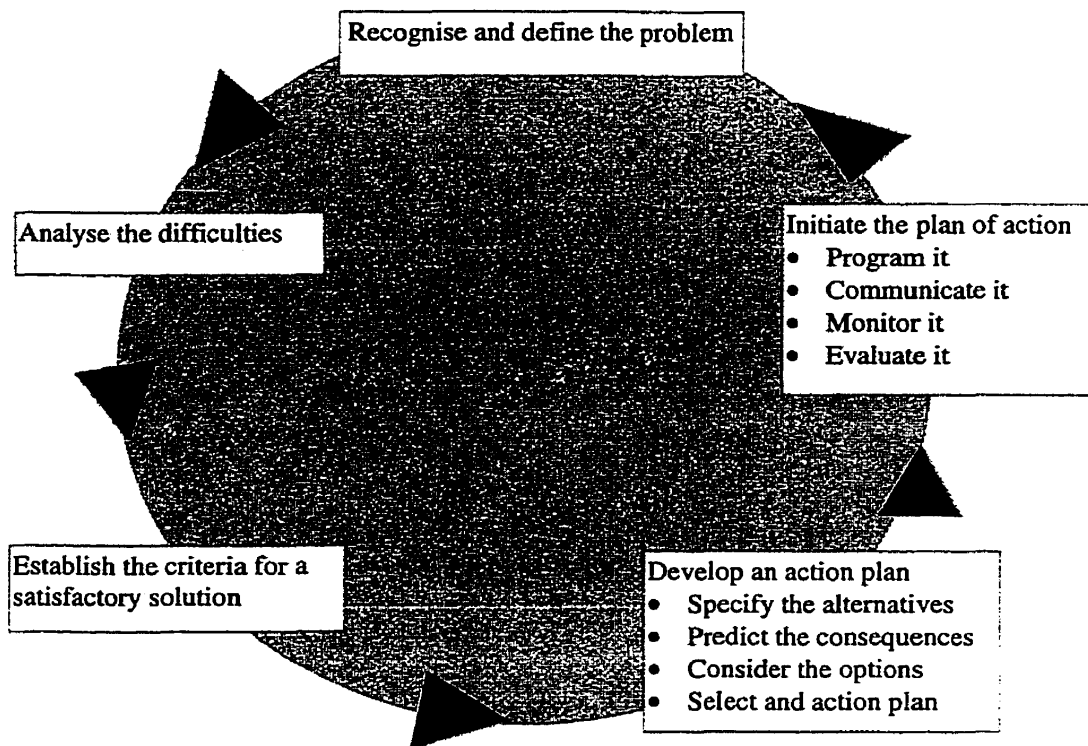 Recognise and define the problem
Analyse the difficulties
Initiate the plan of action
• Program it
• Communicate it
• Monitor it
• Evaluate it
Establish the criteria for a
satisfactory solution
Develop an action plan
• Specify the alternatives
• Predict the consequences
• Consider the options
• Select and action plan